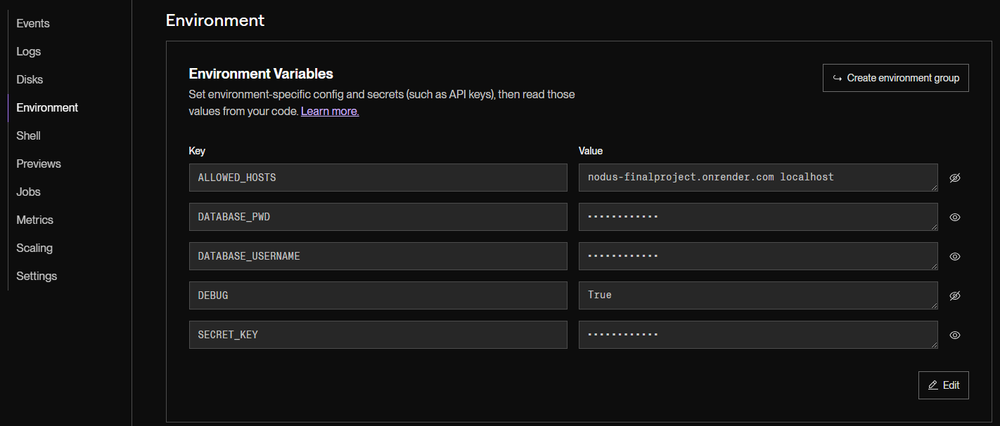 Events
Logs
Disks
Environment
Shell
Previews
Jobs
Metrics
Scaling
Settings
Environment
Environment Variables
Set environment-specific config and secrets (such as API keys), then read those
values from your code. Learn more.
Create environment group
Key Value
ALLOWED_HOSTS nodus-finalproject.onrender.com localhost
DATABASE_PWD ••••••••••••
DATABASE_USERNAME ••••••••••••
DEBUG True
SECRET_KEY ••••••••••••
Edit